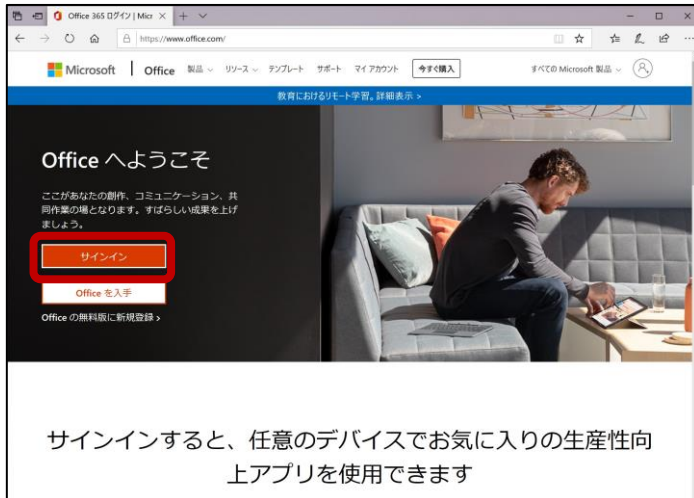 Office 365 ログイン | Micr
https://www.office.com/
Microsoft | Office 製品 リソース テンプレート サポート マイ アカウント 今すぐ購入 すべての Microsoft 製品
教育におけるリモート学習。詳細表示 >
Office へようこそ
ここがあなたの創作、コミュニケーション、共
同作業の場となります。すばらしい成果を上げ
ましょう。
サインイン
Office を入手
Office の無料版に新規登録 >
サインインすると、任意のデバイスでお気に入りの生産性向
上アプリを使用できます